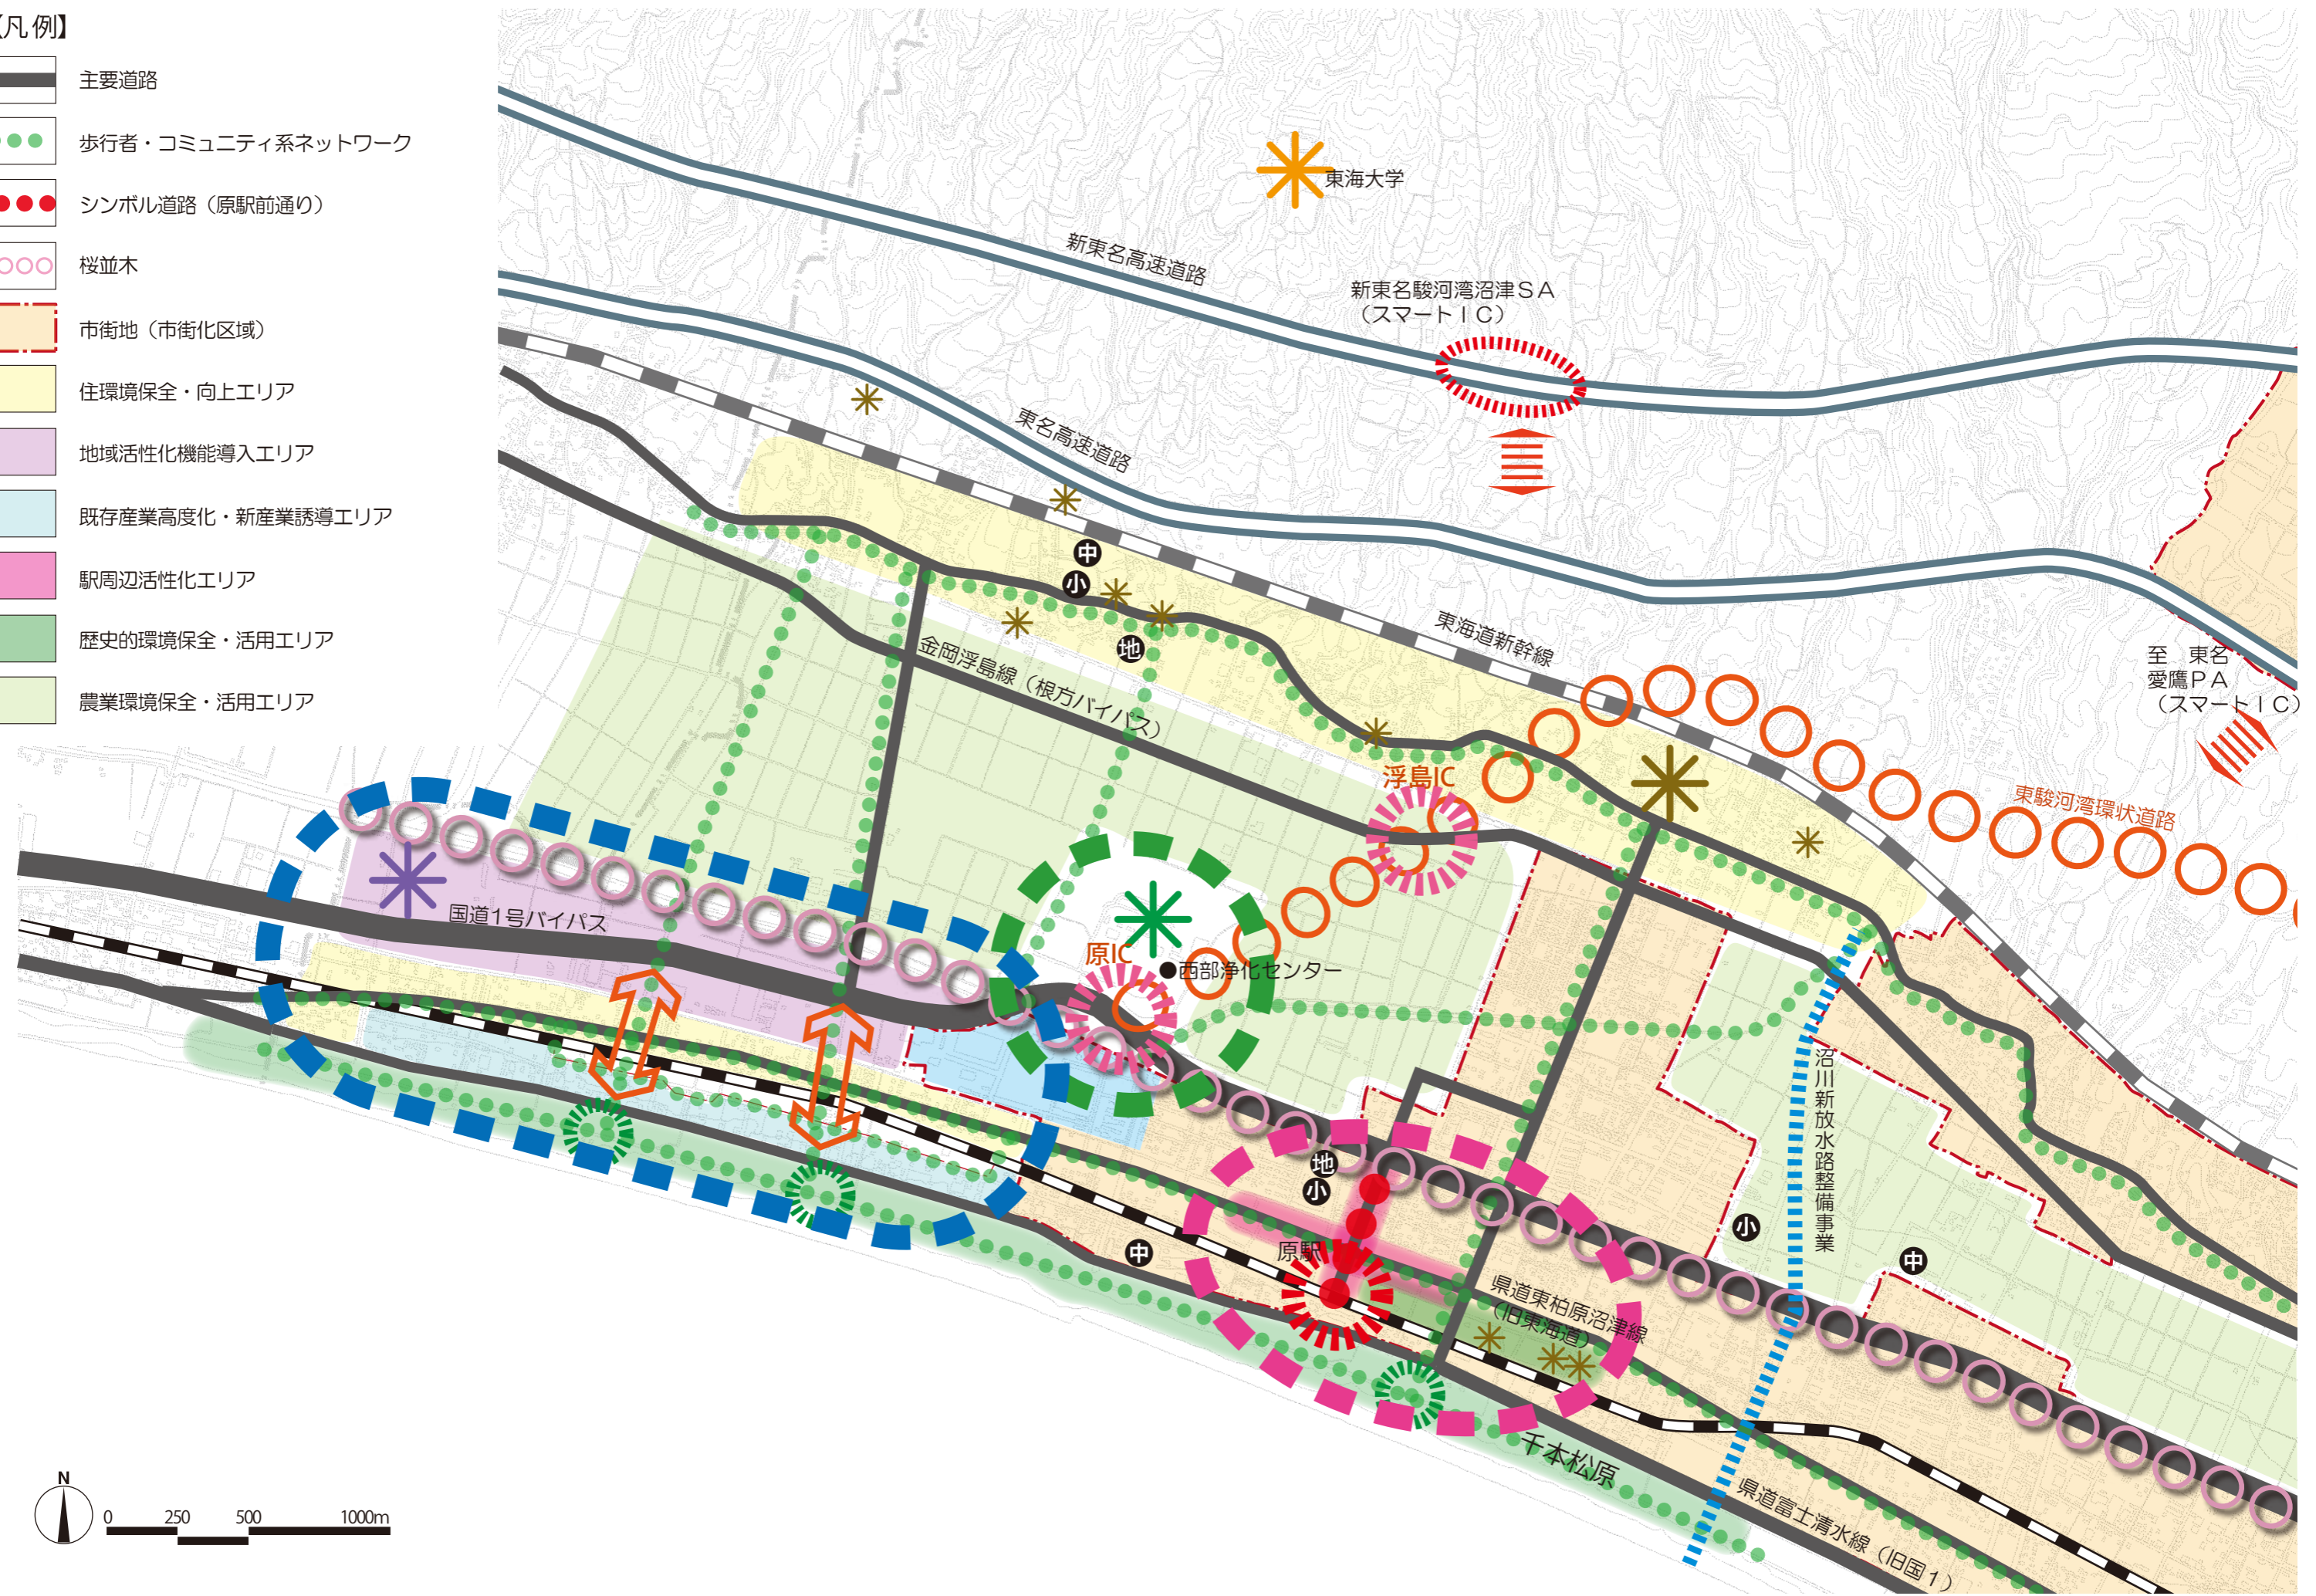 【凡 例】
主要道路
歩行者・コミュニティ系ネットワーク
シンボル道路（原駅前通り）
桜並木
市街地（市街化区域）
住環境保全・向上エリア
地域活性化機能導入エリア
既存産業高度化・新産業誘導エリア
駅周辺活性化エリア
歴史的環境保全・活用エリア
農業環境保全・活用エリア
東海大学
新東名高速道路
新東名駿河湾沼津ＳＡ
（スマートＩＣ）
東名高速道路
中
小
地
東海道新幹線
至　東名
愛鷹ＰＡ
（スマートＩＣ）
金岡浮島線（根方バイパス）
浮島IC
東駿河湾環状道路
国道1号バイパス
原IC
●西部浄化センター
沼川新放水路整備事業
地
小
小
中
中
原駅
県道東柏原沼津線
（旧東海道）
千本松原
県道富士清水線（旧国１）
N
0 250 500 1000m